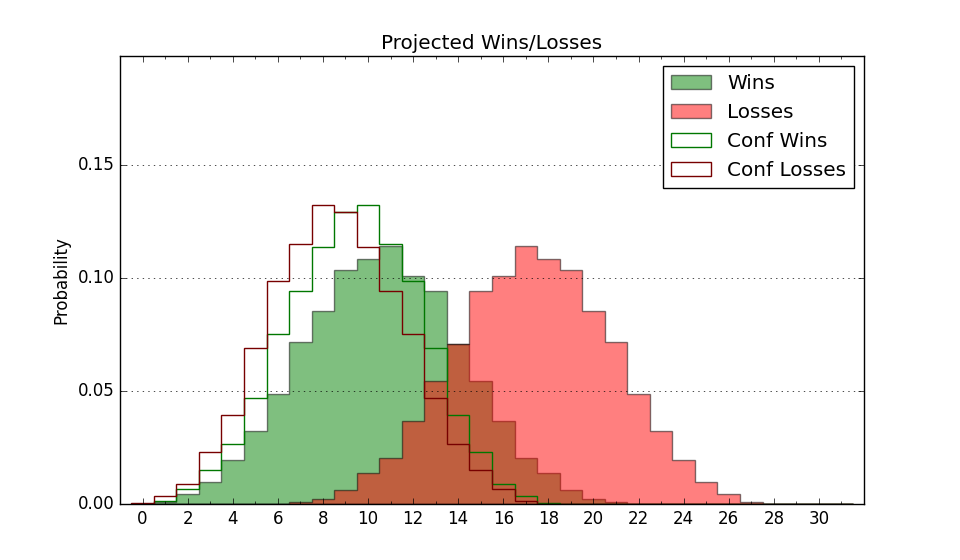 Projected Wins/Losses
Wins
Losses
Conf Wins
Conf Losses
Probability
0.15
0.10
0.05
0.00
0 2 4 6 8 10 12 14 16 18 20 22 24 26 28 30